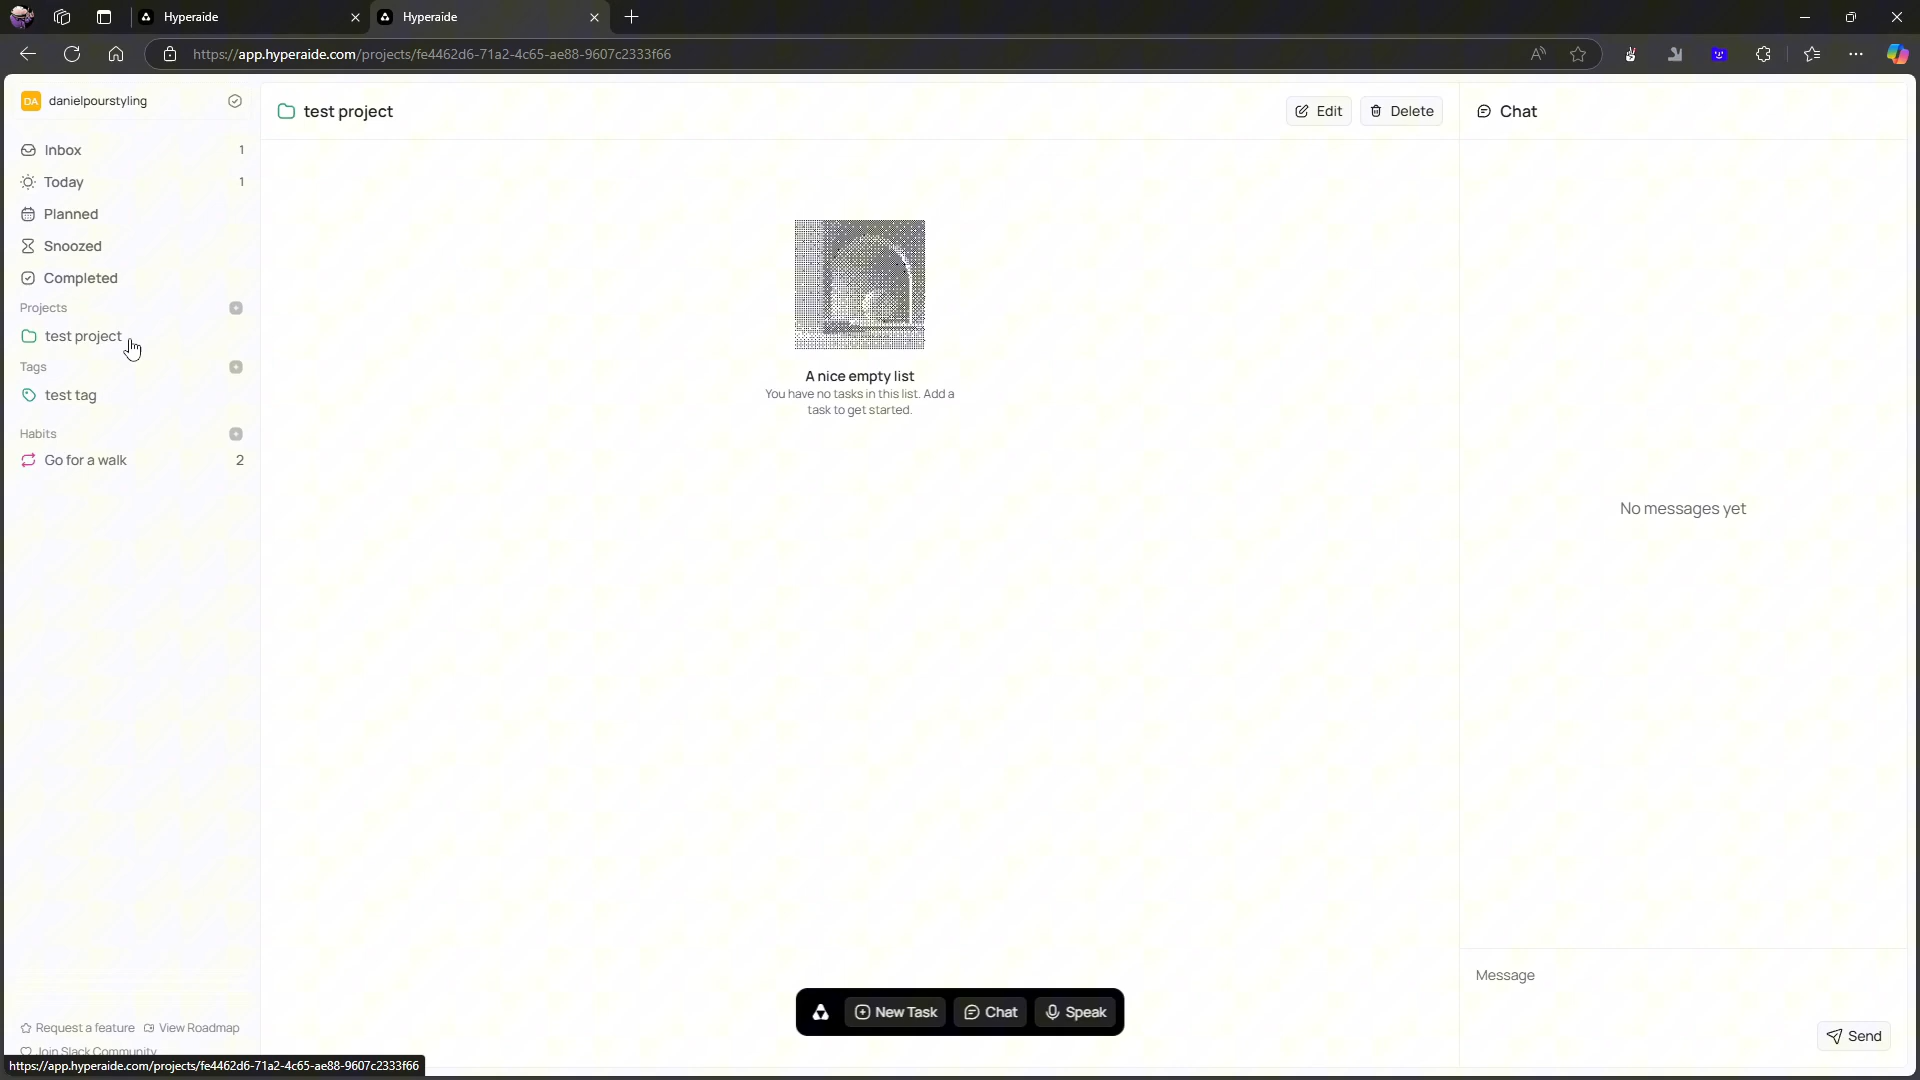 Hyperaide
Hyperaide
https://app.hyperaide.com/projects/fe4462d6-71a2-4c65-ae88-9607c2333f66
DA danielpourstyling
Inbox 1
Today 1
Planned
Snoozed
Completed
Projects
test project
Tags
test tag
Habits
Go for a walk 2
Request a feature View Roadmap
Join Slack Community
https://app.hyperaide.com/projects/fe4462d6-71a2-4c65-ae88-9607c2333f66
test project
Edit Delete
A nice empty list
You have no tasks in this list. Add a
task to get started.
New Task Chat Speak
Chat
No messages yet
Message
Send